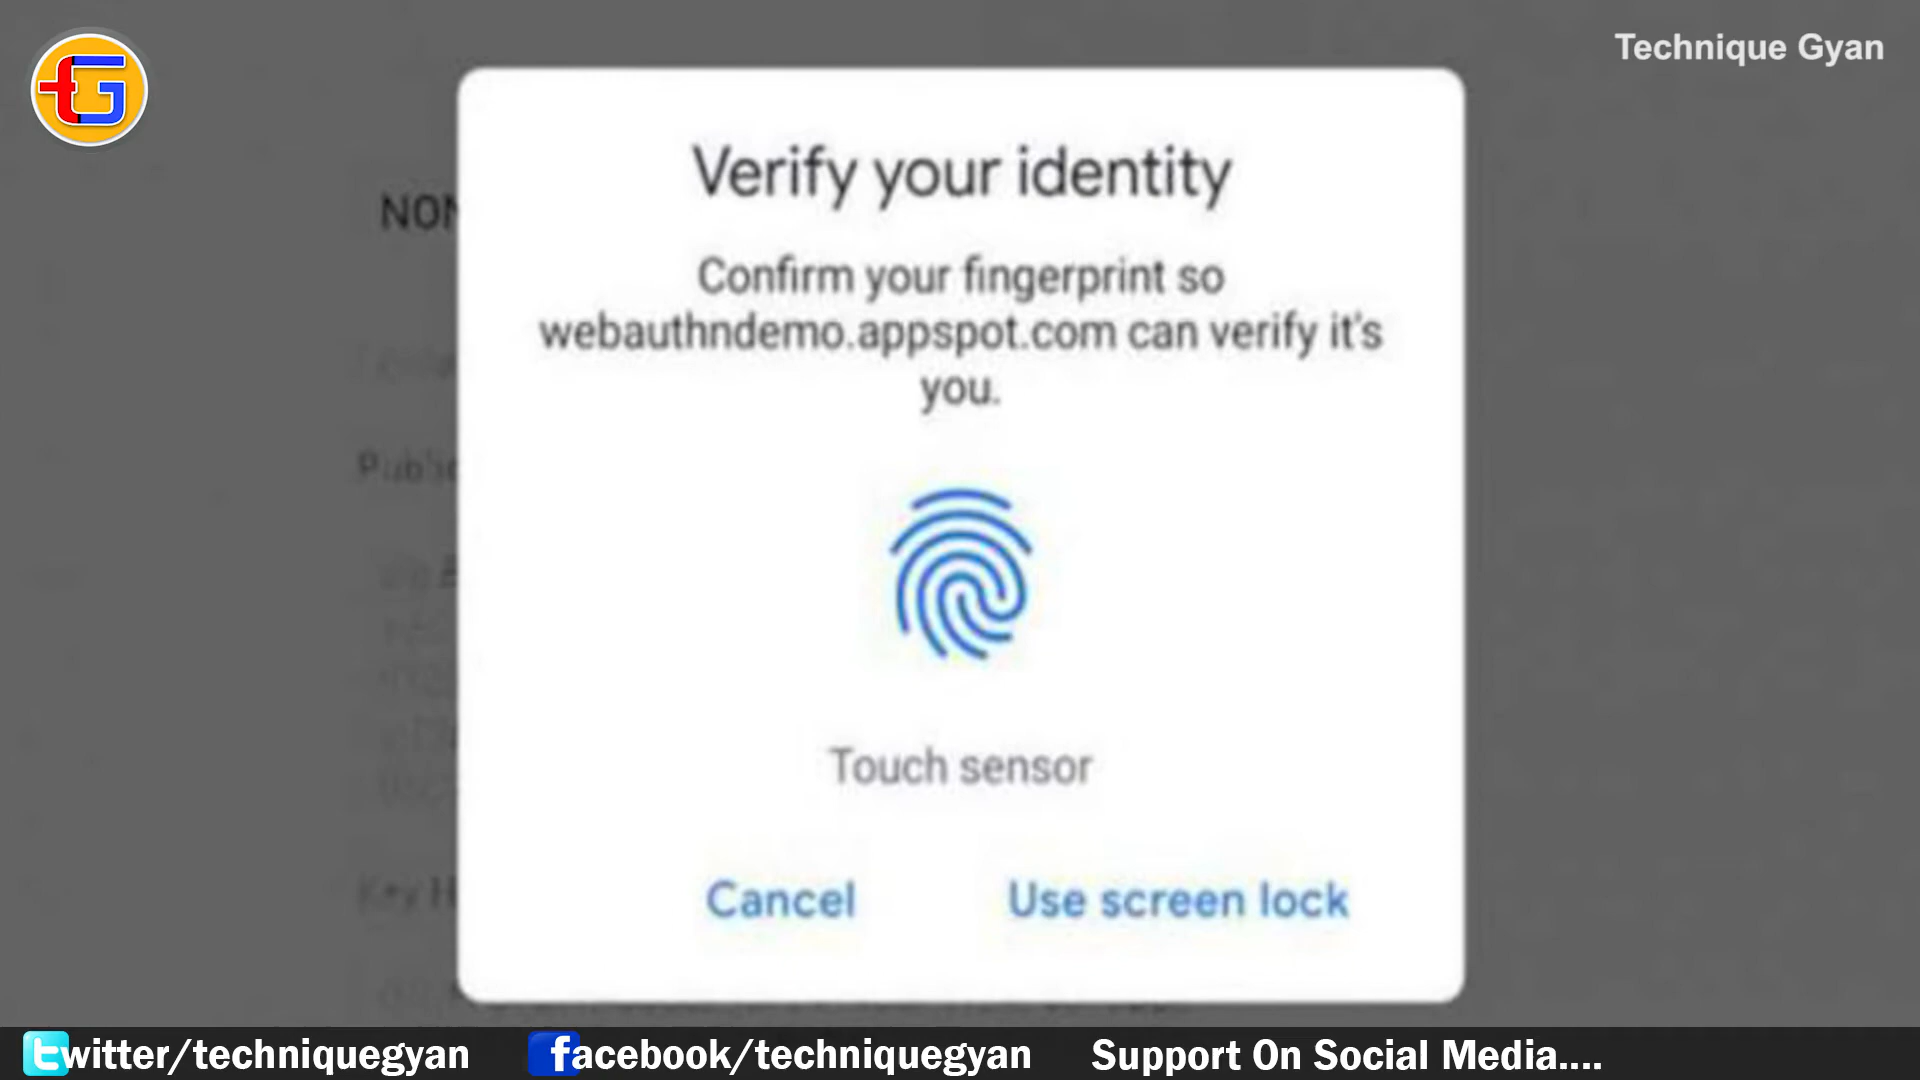 tG
Technique Gyan
Verify your identity
Confirm your fingerprint so
webauthndemo.appspot.com can verify it's
you.
Touch sensor
Cancel
Use screen lock
twitter/techniquegyan
facebook/techniquegyan
Support On Social Media....